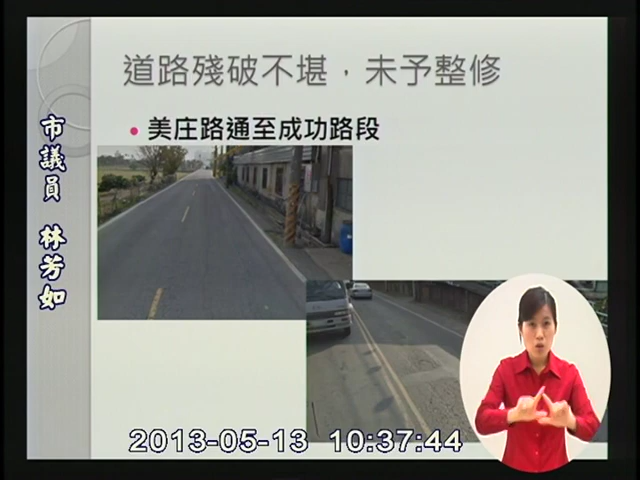 道路殘破不堪，未予整修
• 美庄路通至成功路段
市議員 林芳如
2013-05-13 10:37:44